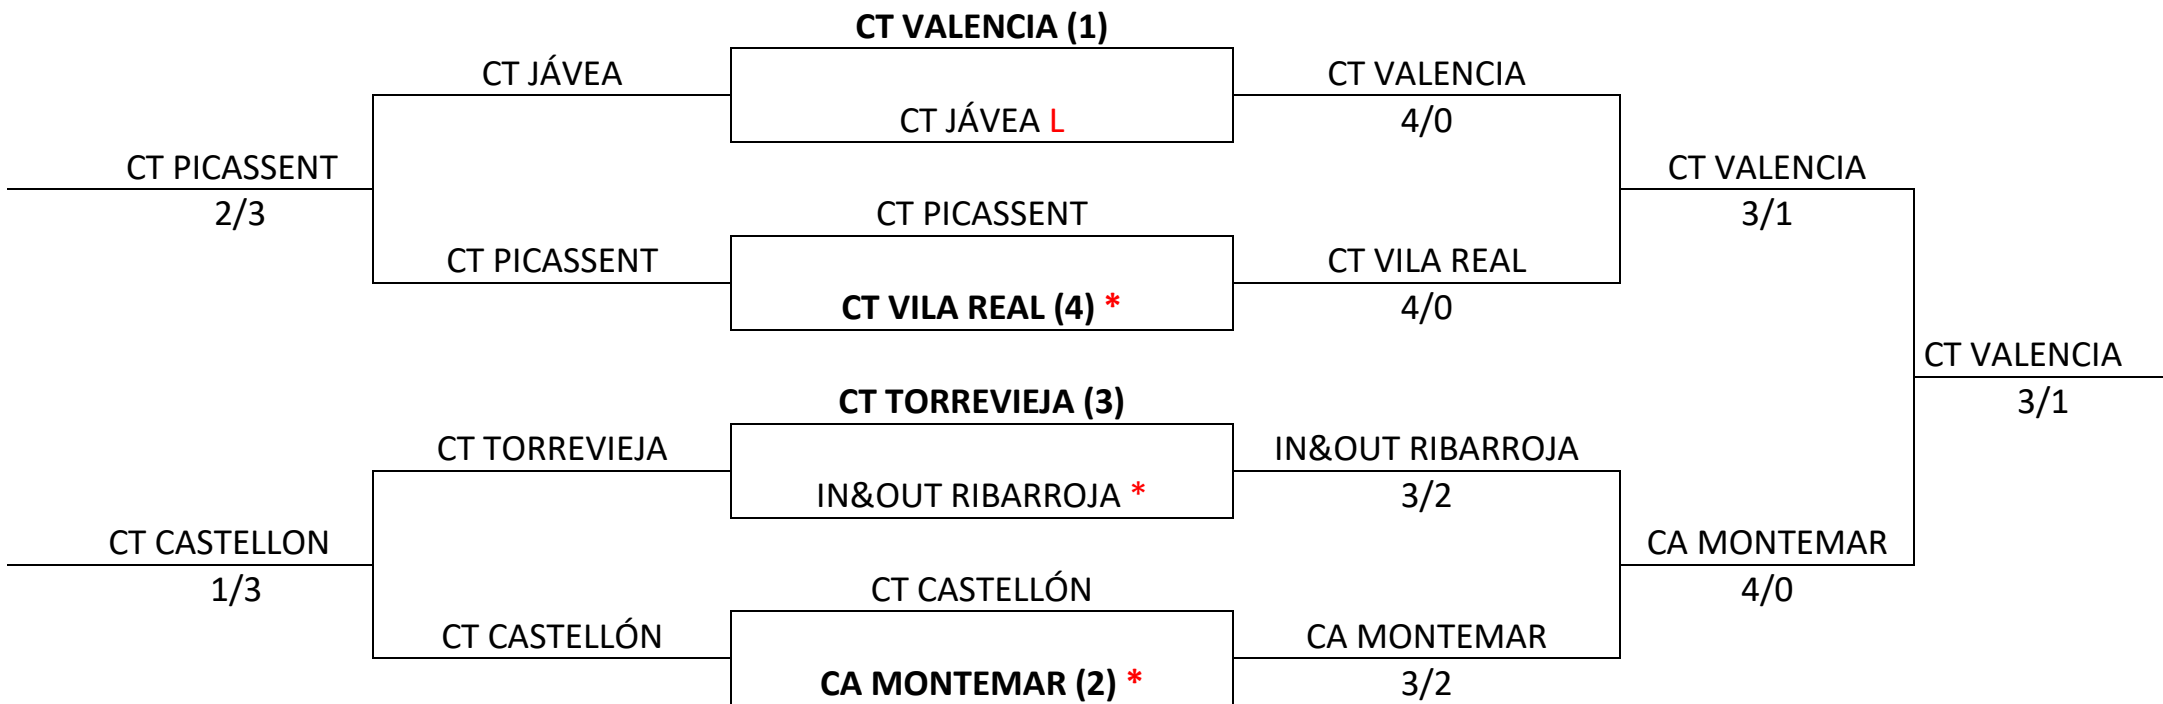 CT VALENCIA (1)
CT JÁVEA
CT VALENCIA
CT JÁVEA L
4/0
CT PICASSENT
CT VALENCIA
2/3
CT PICASSENT
3/1
CT PICASSENT
CT VILA REAL
CT VILA REAL (4) *
4/0
CT VALENCIA
CT TORREVIEJA (3)
3/1
CT TORREVIEJA
IN&OUT RIBARROJA
IN&OUT RIBARROJA *
3/2
CT CASTELLON
CA MONTEMAR
1/3
CT CASTELLÓN
4/0
CT CASTELLÓN
CA MONTEMAR
CA MONTEMAR (2) *
3/2